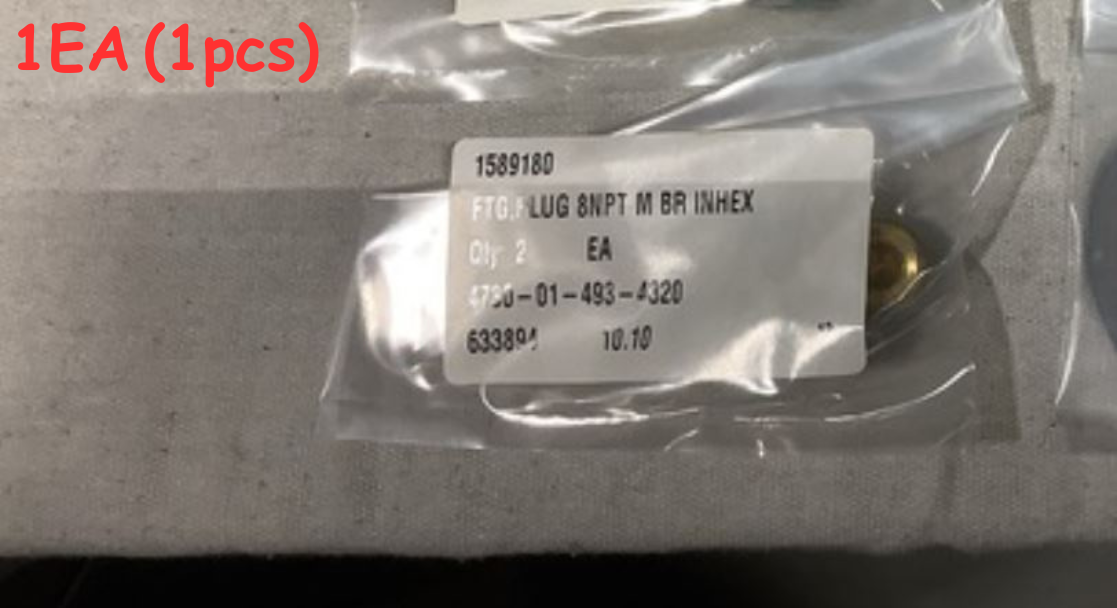 1EA (1pcs)
1589180
FTG,PLUG 8NPT M BR INHEX
Qty 2 EA
4730-01-493-4320
633894 10.10